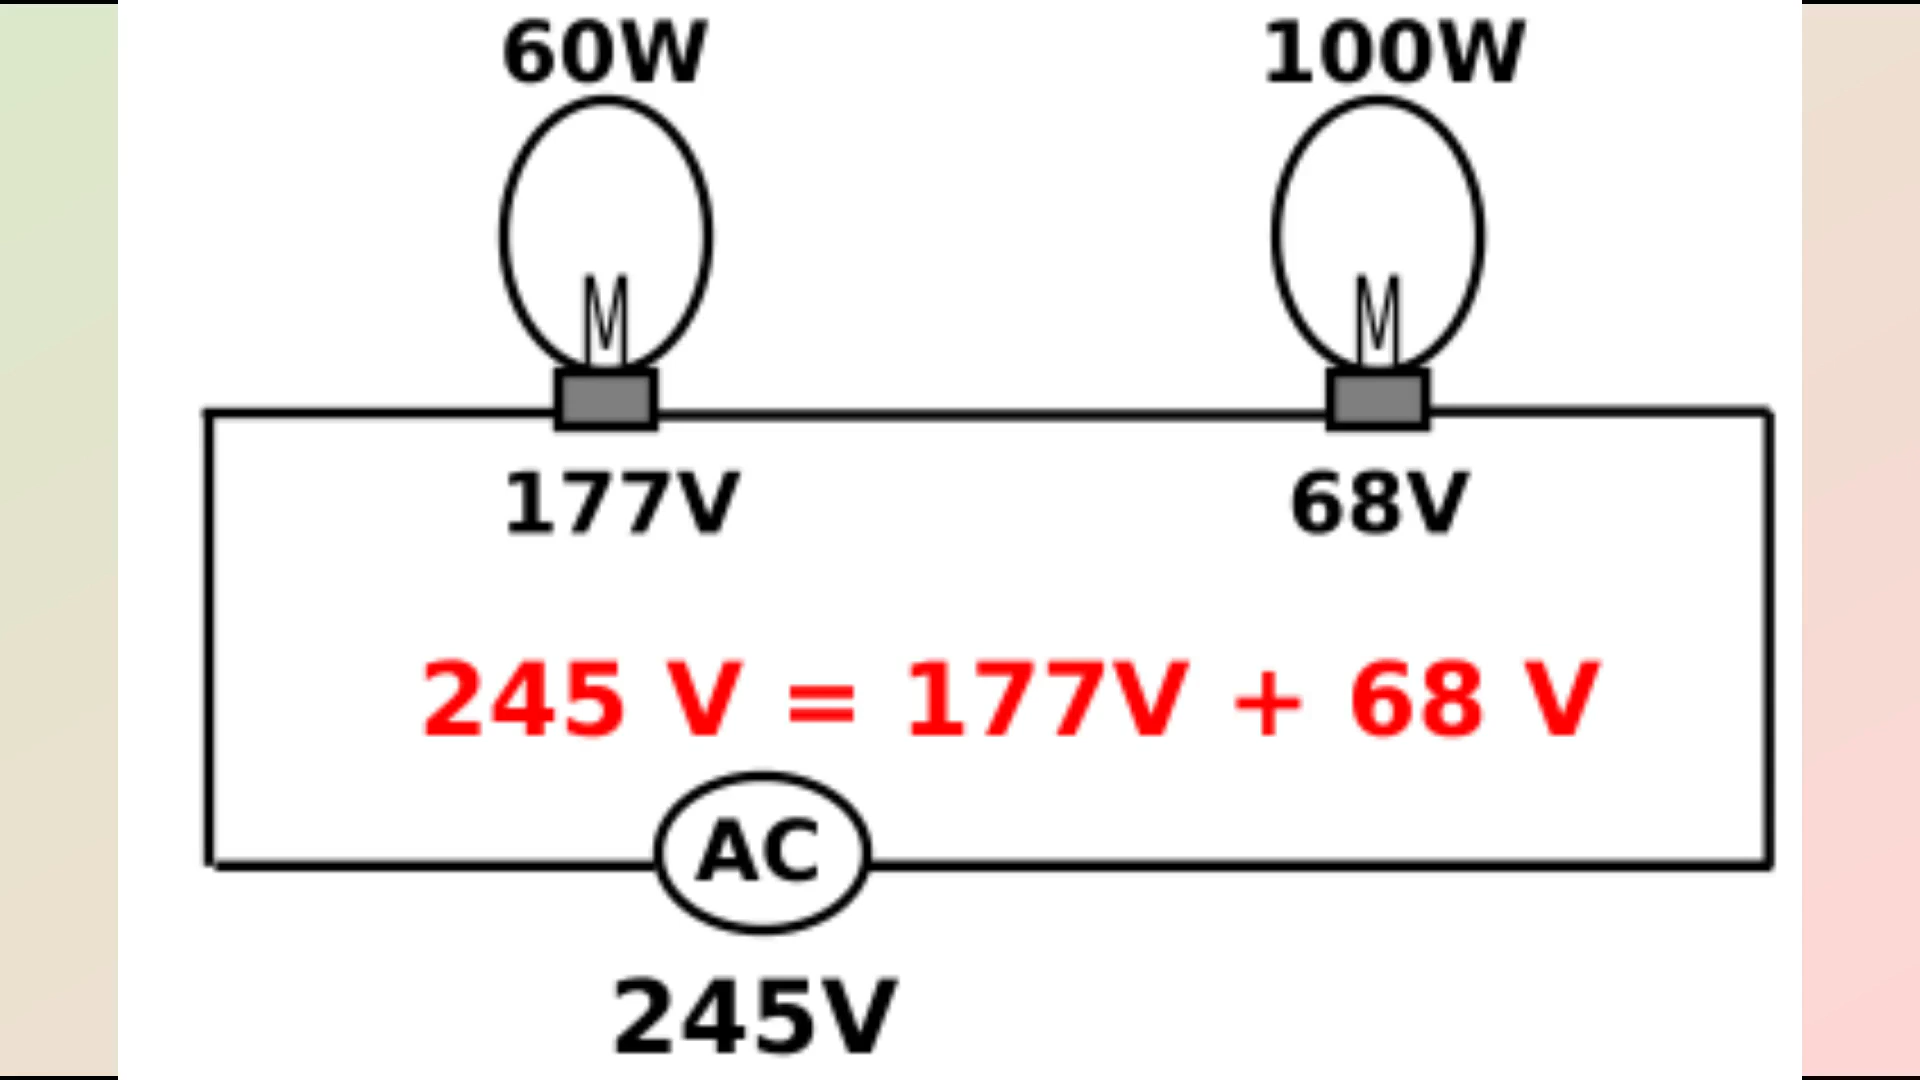 60W 100W
M M
177V 68V
245 V = 177V + 68 V
AC
245V